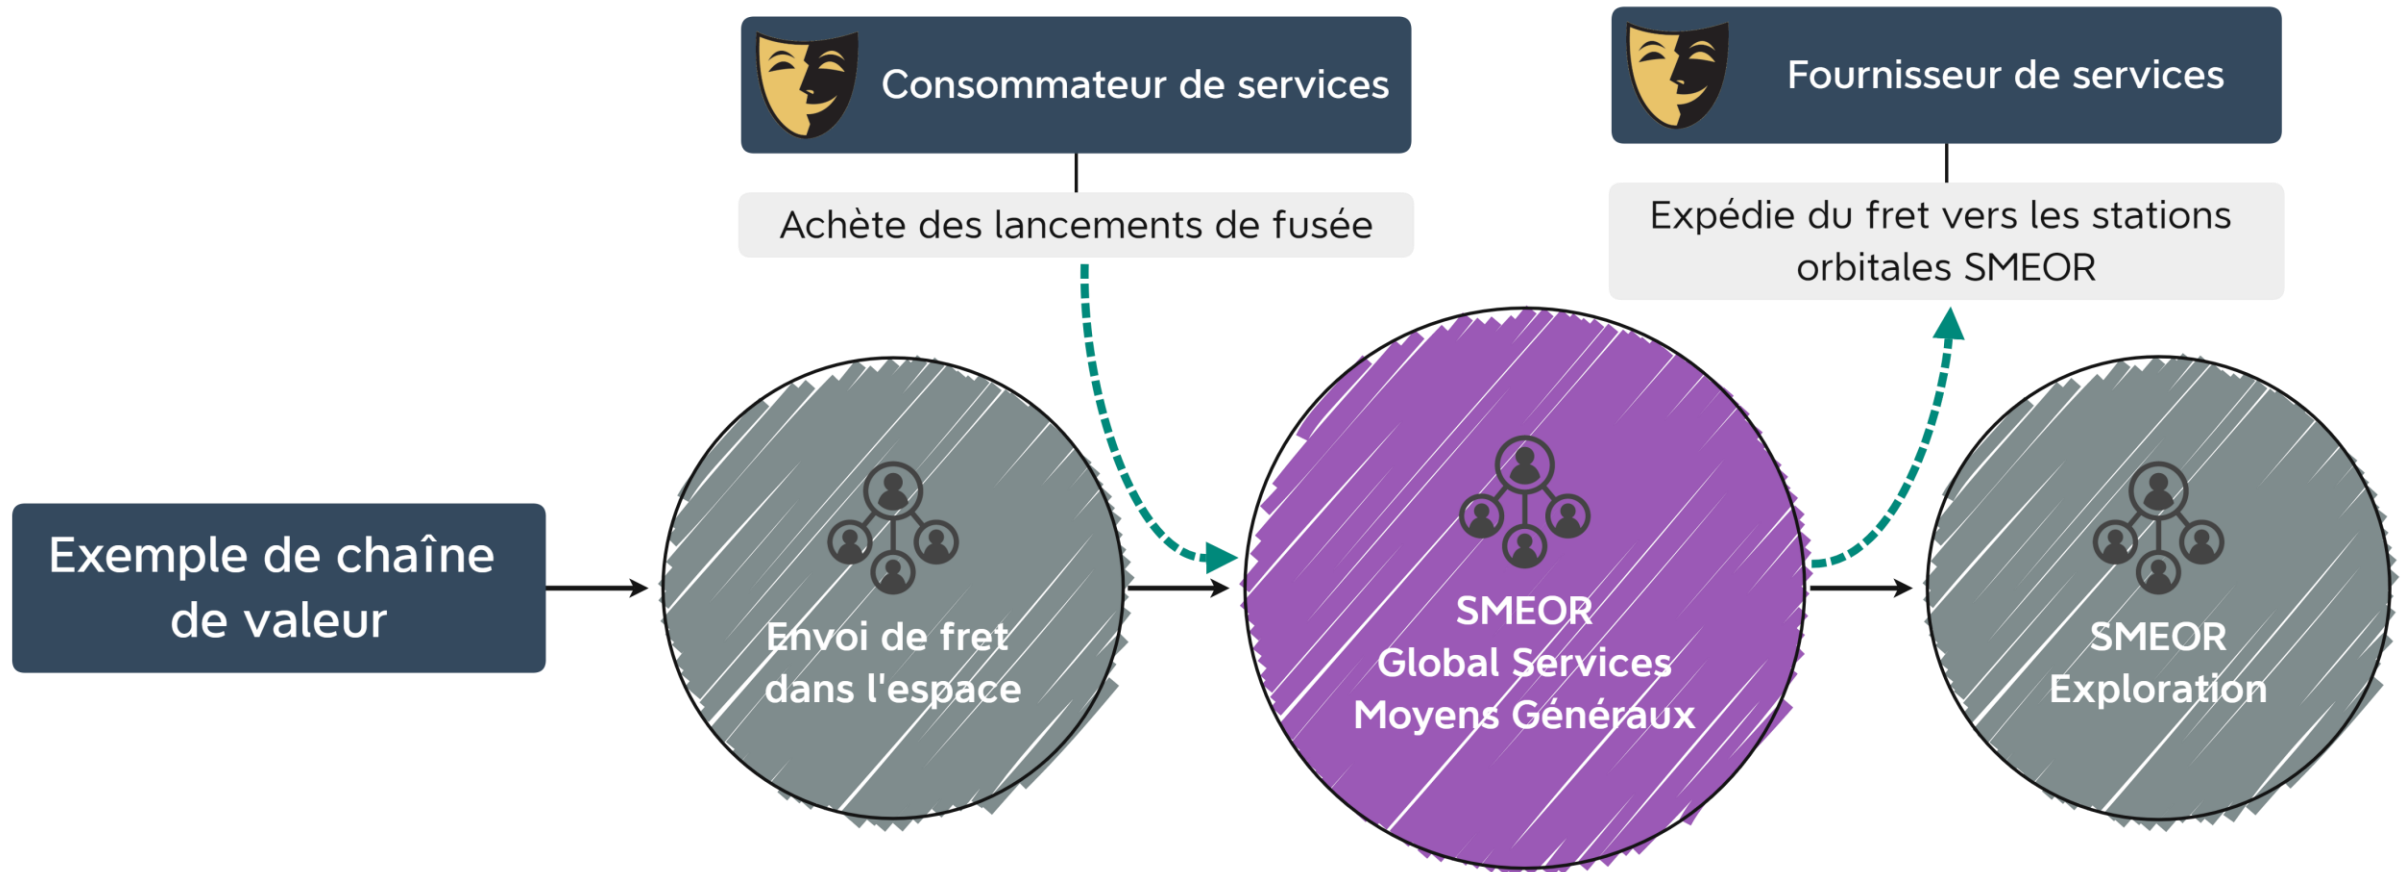 Consommateur de services
Fournisseur de services
Achète des lancements de fusée
Expédie du fret vers les stations
orbitales SMEOR
Exemple de chaîne
de valeur
Envoi de fret
dans l'espace
SMEOR
Global Services
Moyens Généraux
SMEOR
Exploration